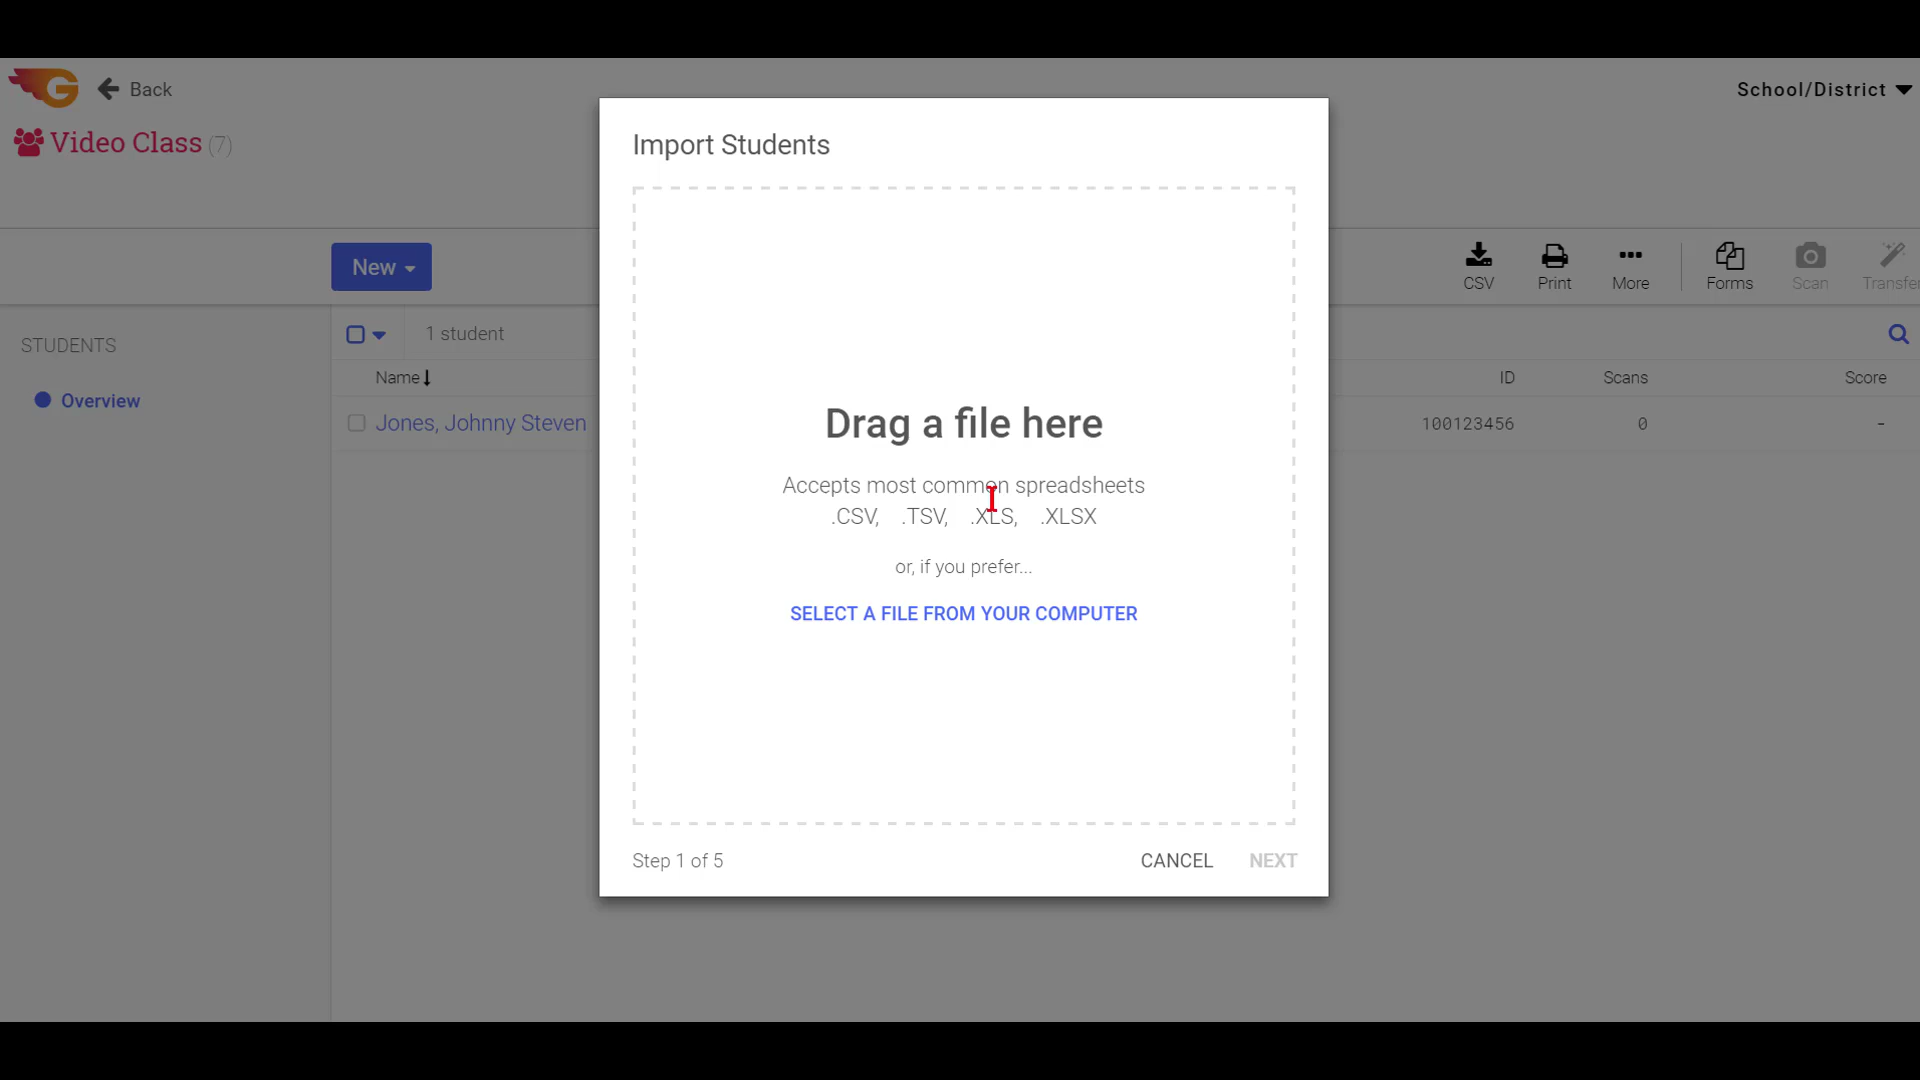 G
Back
School/District
Video Class (7)
Import Students
New
CSV
Print
More
Forms
Scan
Transfer
STUDENTS
1 student
Name
ID
Scans
Score
Overview
Jones, Johnny Steven
100123456
0
-
Drag a file here
Accepts most common spreadsheets
.CSV, .TSV, .XLS, .XLSX
or, if you prefer...
SELECT A FILE FROM YOUR COMPUTER
Step 1 of 5
CANCEL
NEXT